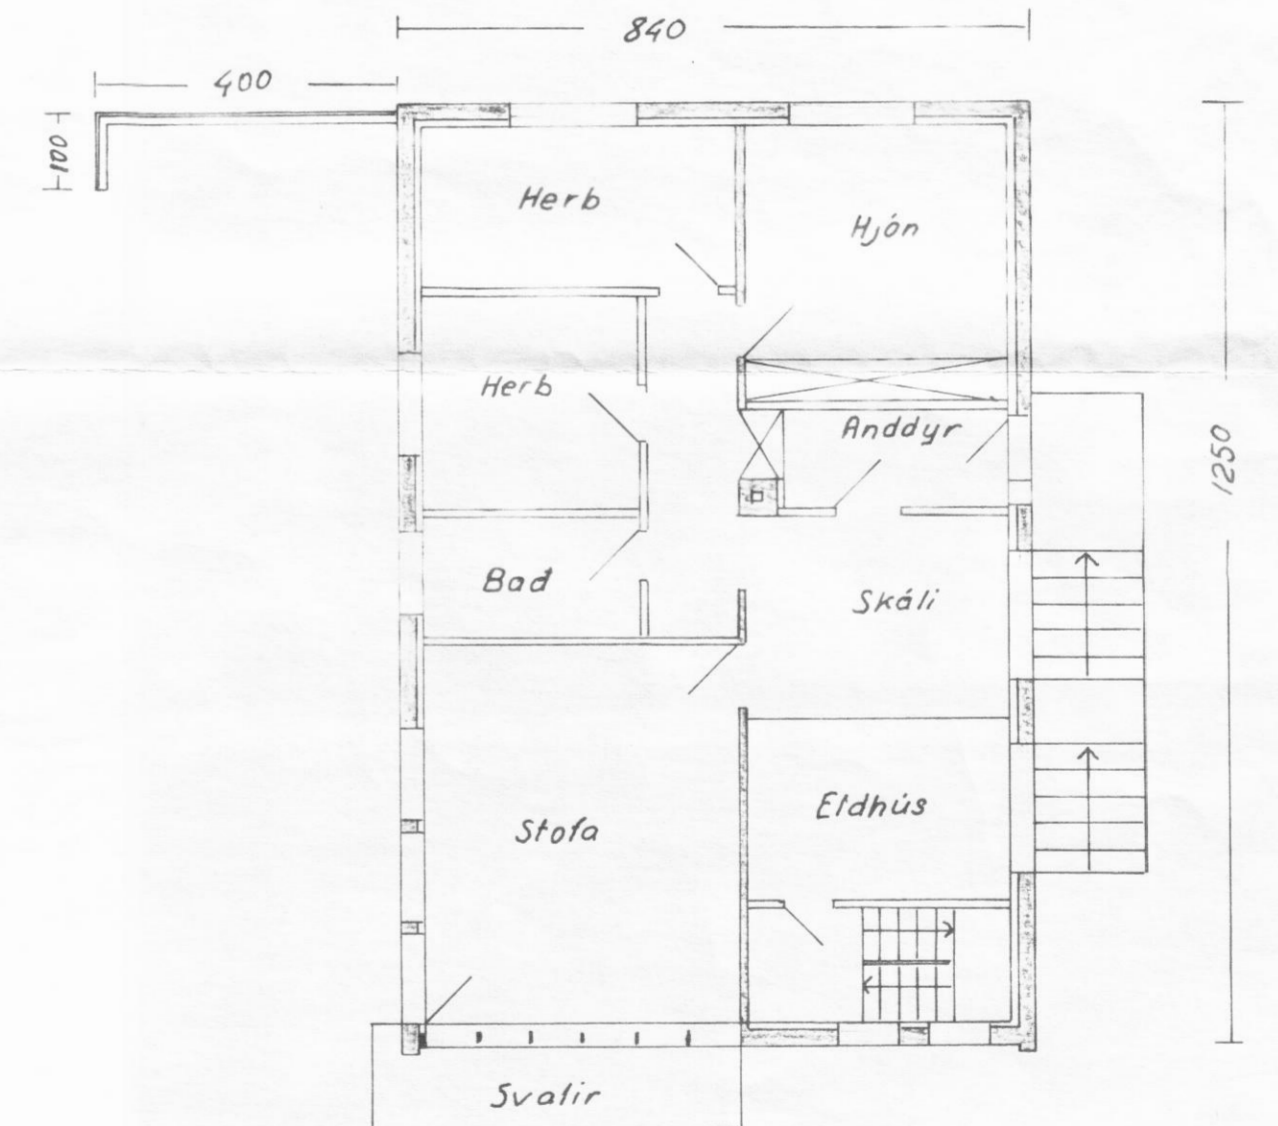 840
400
100
Herb
Hjón
Herb
Anddyr
1250
Bað
Skáli
Eldhús
Stofa
Svalir